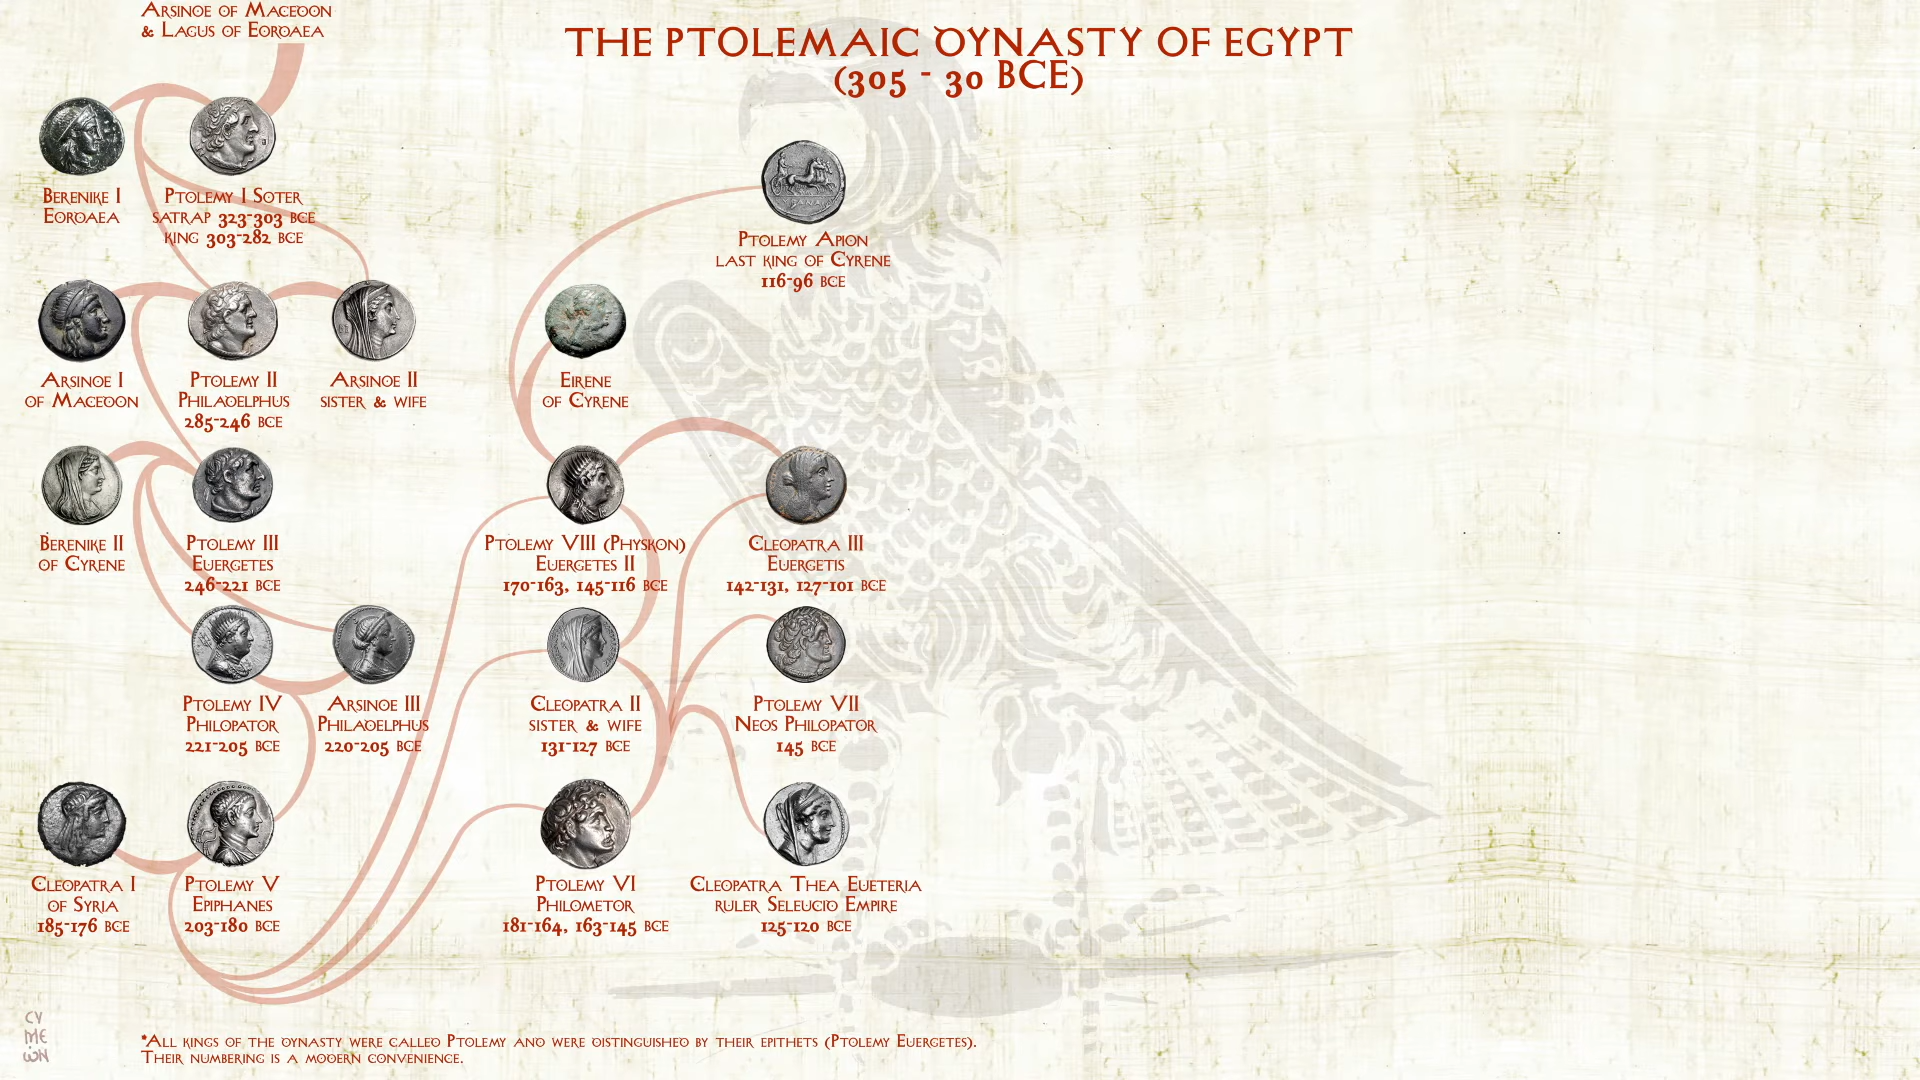 Arsinoe of Macedon
& Lagus of Eordaea
The Ptolemaic Dynasty of Egypt
(305 - 30 BCE)
Berenike I
Eordaea
Ptolemy I Soter
satrap 323-303 BCE
king 303-282 BCE
Ptolemy Apion
last king of Cyrene
116-96 BCE
Arsinoe I
of Macedon
Ptolemy II
Philadelphus
285-246 BCE
Arsinoe II
sister & wife
Eirene
of Cyrene
Berenike II
of Cyrene
Ptolemy III
Euergetes
246-221 BCE
Ptolemy VIII (Physkon)
Euergetes II
170-163, 145-116 BCE
Cleopatra III
Euergetis
142-131, 127-101 BCE
Ptolemy IV
Philopator
221-205 BCE
Arsinoe III
Philadelphus
220-205 BCE
Cleopatra II
sister & wife
131-127 BCE
Ptolemy VII
Neos Philopator
145 BCE
Cleopatra I
of Syria
185-176 BCE
Ptolemy V
Epiphanes
203-180 BCE
Ptolemy VI
Philometor
181-164, 163-145 BCE
Cleopatra Thea Eueteria
ruler Seleucid Empire
125-120 BCE
CY
ME
ωN
*All kings of the dynasty were called Ptolemy and were distinguished by their epithets (Ptolemy Euergetes).
Their numbering is a modern convenience.